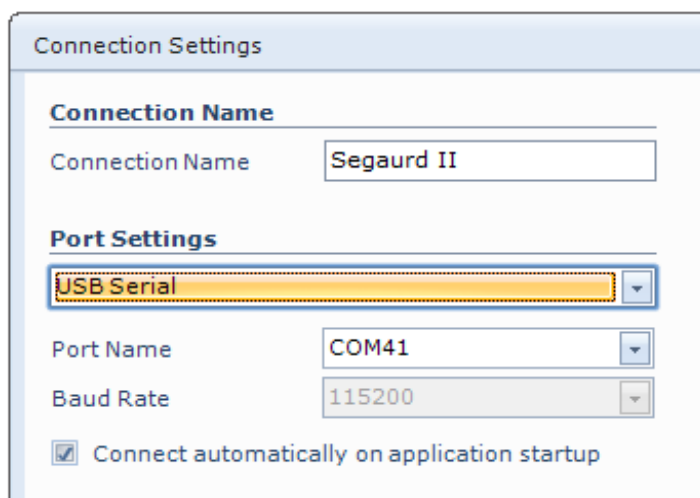 Connection Settings
Connection Name
Connection Name Segaurd II
Port Settings
USB Serial
Port Name COM41
Baud Rate 115200
Connect automatically on application startup